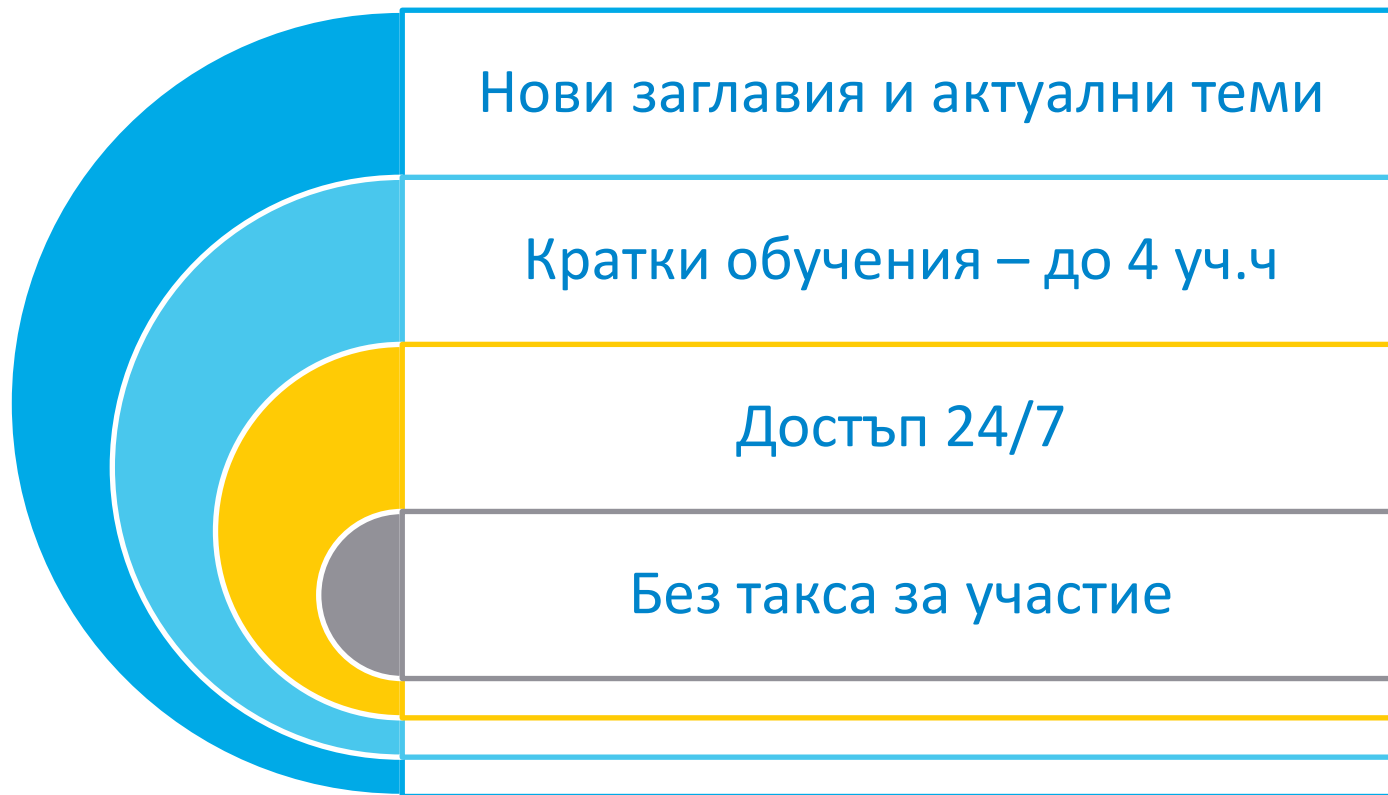 Нови заглавия и актуални теми
Кратки обучения – до 4 уч.ч
Достъп 24/7
Без такса за участие